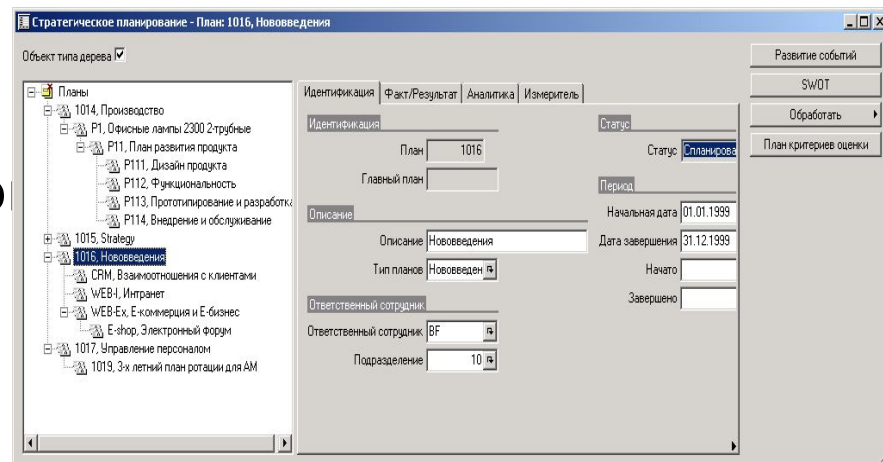 Стратегическое планирование - План: 1016, Нововведения
Объект типа дерева
Планы
1014, Производство
P1, Офисные лампы 2300 2-трубные
P11, План развития продукта
P111, Дизайн продукта
P112, Функциональность
P113, Прототипирование и разработка
P114, Внедрение и обслуживание
1015, Strategy
1016, Нововведения
CRM, Взаимоотношения с клиентами
WEB-I, Интранет
WEB-Ex, Е-коммерция и Е-бизнес
E-shop, Электронный форум
1017, Управление персоналом
1019, 3-х летний план ротации для АМ
Идентификация Факт/Результат Аналитика Измеритель
Идентификация
План 1016
Главный план
Описание
Описание Нововведения
Тип планов Нововведен
Ответственный сотрудник
Ответственный сотрудник BF
Подразделение 10
Статус
Статус Спланирова
Период
Начальная дата 01.01.1999
Дата завершения 31.12.1999
Начато
Завершено
Развитие событий
SWOT
Обработать
План критериев оценки